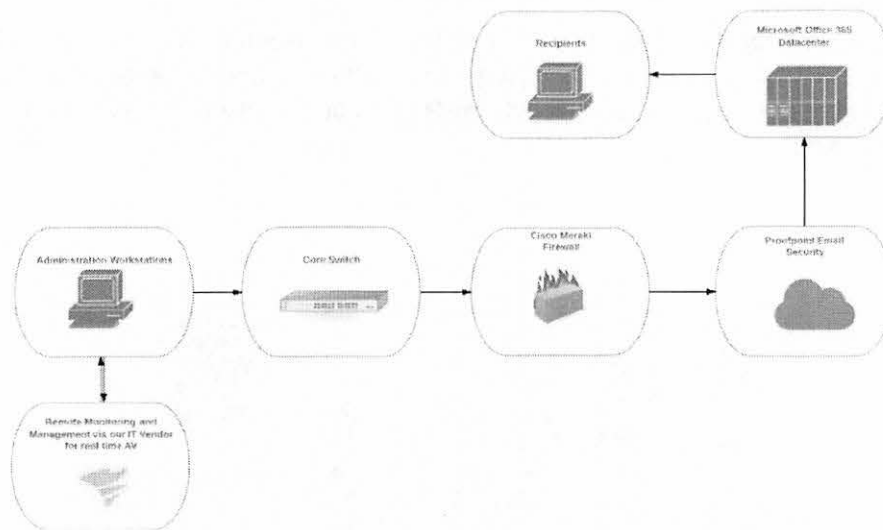 Recipients
Microsoft Office 365
Datacenter
Administration Workstations
Core Switch
Cisco Meraki
Firewall
Proofpoint Email
Security
Remote Monitoring and
Management via our IT Vendor
for real time AV